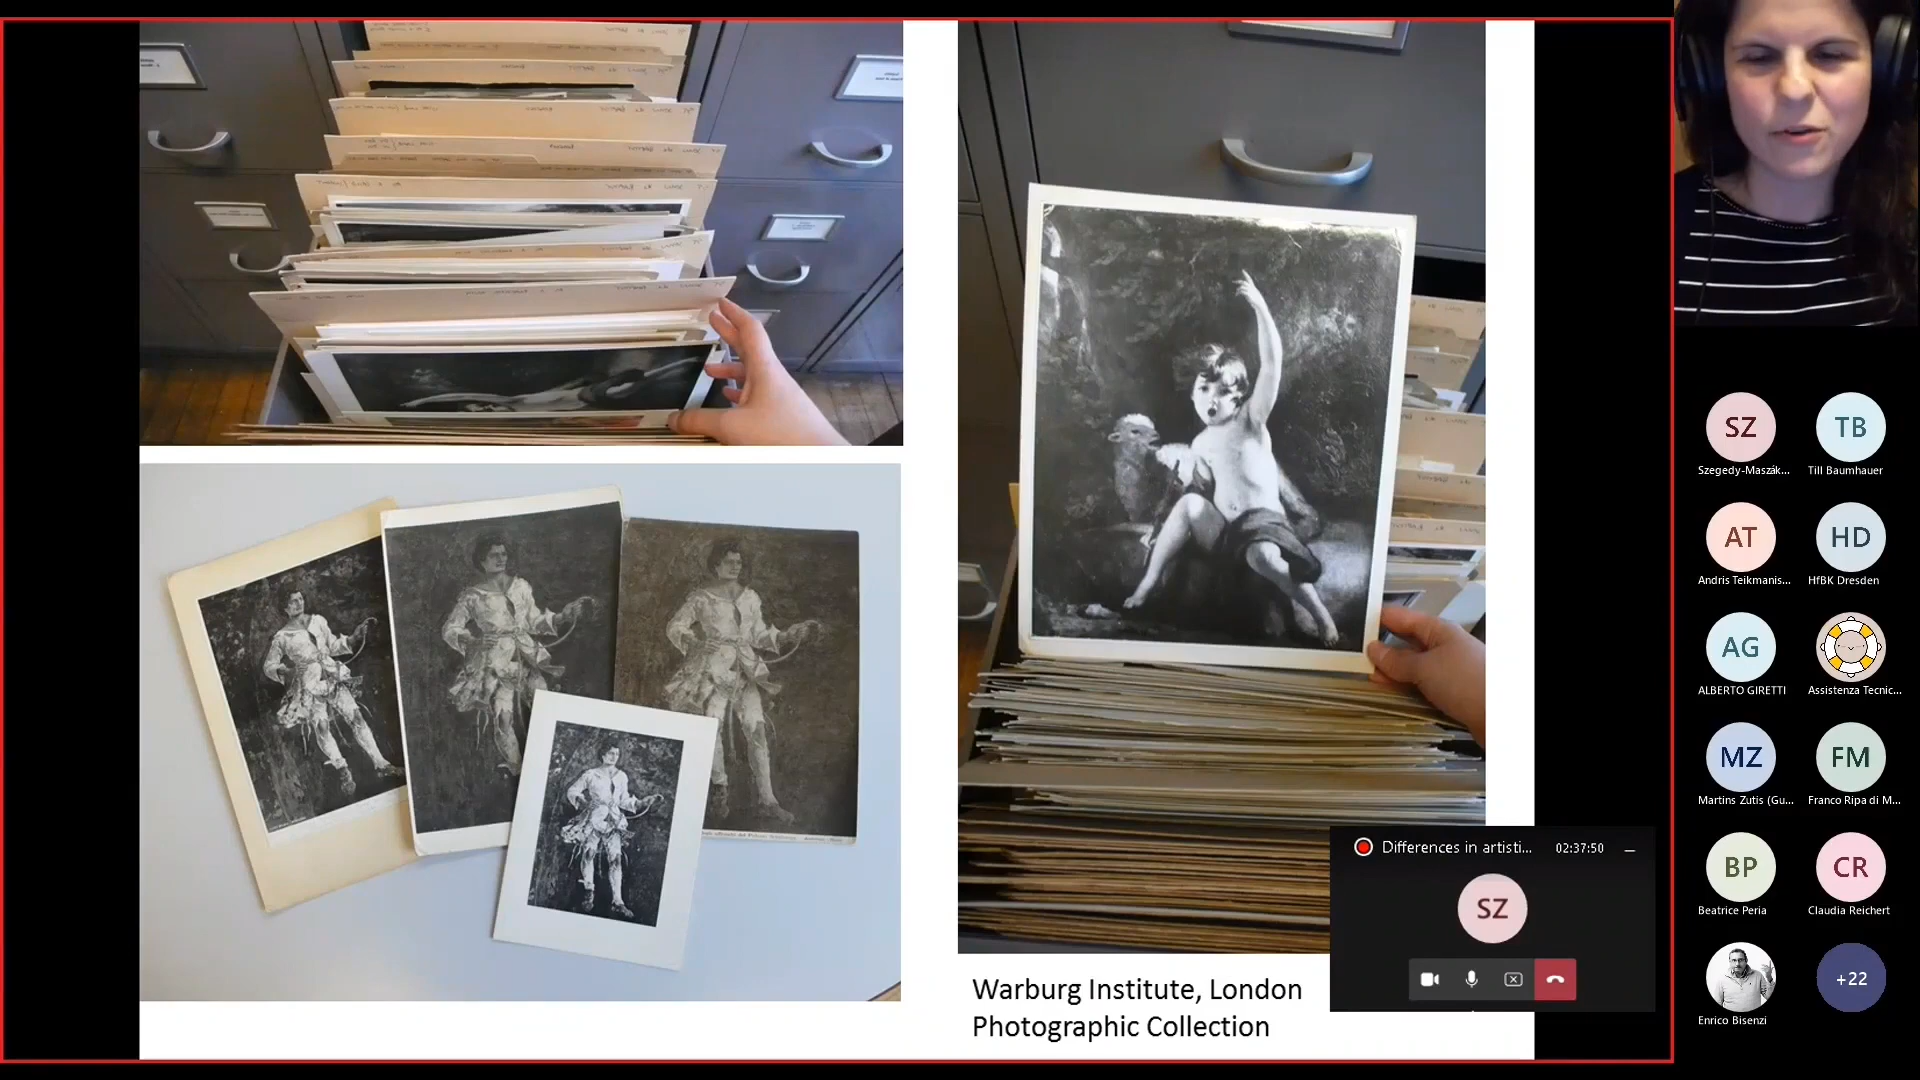 Warburg Institute, London
Photographic Collection
Differences in artisti...
02:37:50
SZ
SZ
Szegedy-Maszák...
TB
Till Baumhauer
AT
Andris Teikmanis...
HD
HfBK Dresden
AG
ALBERTO GIRETTI
Assistenza Tecnic...
MZ
Martins Zutis (Gu...
FM
Franco Ripa di M...
BP
Beatrice Peria
CR
Claudia Reichert
Enrico Bisenzi
+22